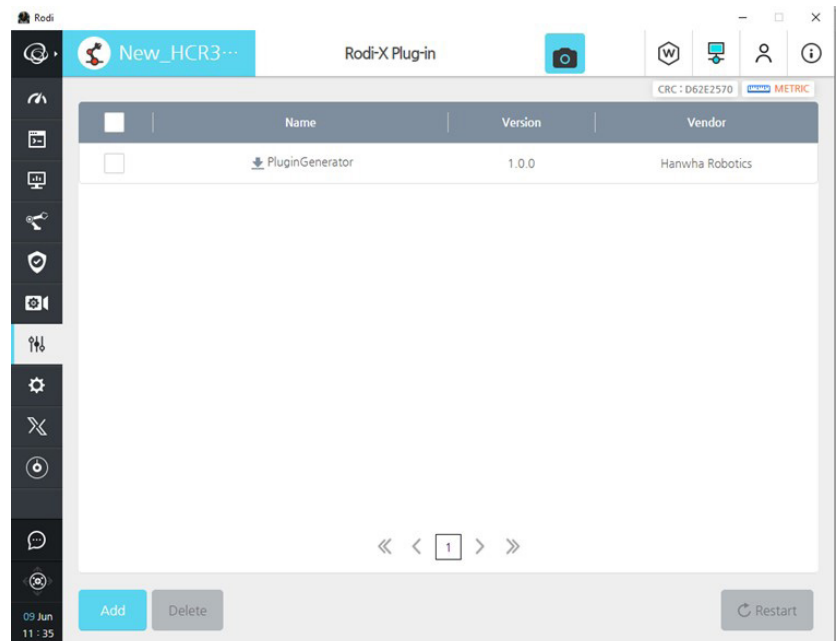 Rodi
New_HCR3···
Rodi-X Plug-in
W
CRC : D62E2570
METRIC
Name
Version
Vendor
PluginGenerator
1.0.0
Hanwha Robotics
1
Add
Delete
Restart
09 Jun
11 : 35